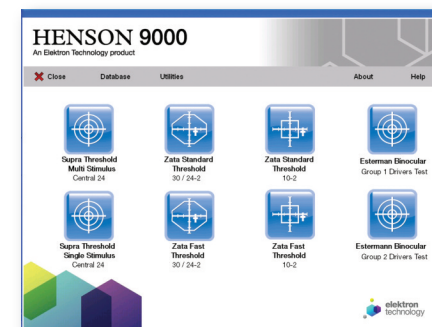 HENSON 9000
An Elektron Technology product
Close Database Utilities About Help
Supra Threshold
Multi Stimulus
Central 24
Zata Standard
Threshold
30 / 24-2
Zata Standard
Threshold
10-2
Esterman Binocular
Group 1 Drivers Test
Supra Threshold
Single Stimulus
Central 24
Zata Fast
Threshold
30 / 24-2
Zata Fast
Threshold
10-2
Estermann Binocular
Group 2 Drivers Test
elektron
technology